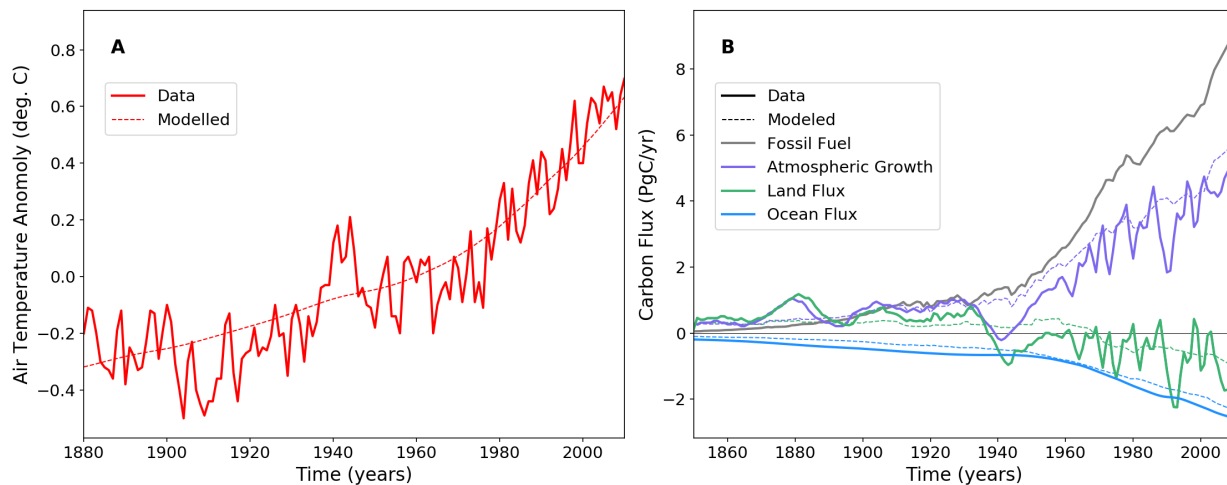 A
Data
Modelled
Air Temperature Anomoly (deg. C)
0.8
0.6
0.4
0.2
0.0
−0.2
−0.4
1880
1900
1920
1940
1960
1980
2000
Time (years)
B
Data
Modeled
Fossil Fuel
Atmospheric Growth
Land Flux
Ocean Flux
Carbon Flux (PgC/yr)
8
6
4
2
0
−2
1860
1880
1900
1920
1940
1960
1980
2000
Time (years)